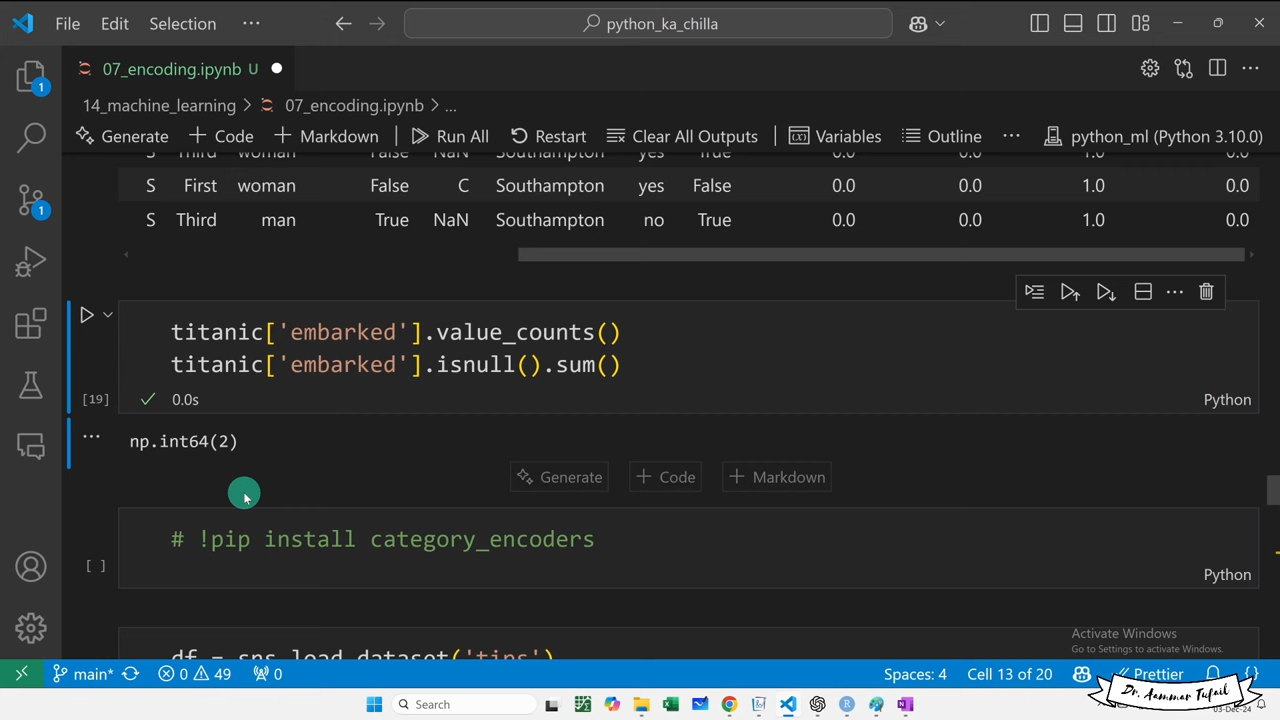 File Edit Selection ··· python_ka_chilla
07_encoding.ipynb U
14_machine_learning > 07_encoding.ipynb > ...
Generate + Code + Markdown Run All Restart Clear All Outputs Variables Outline ··· python_ml (Python 3.10.0)
S Third woman False NaN Southampton yes True 0.0 0.0 1.0 0.0
S First woman False C Southampton yes False 0.0 0.0 1.0 0.0
S Third man True NaN Southampton no True 0.0 0.0 1.0 0.0
titanic['embarked'].value_counts()
titanic['embarked'].isnull().sum()
[19] 0.0s Python
np.int64(2)
Generate + Code + Markdown
# !pip install category_encoders
[ ] Python
df = sns.load_dataset('tips')
Activate Windows
Go to Settings to activate Windows.
main* 0 49 0 Spaces: 4 Cell 13 of 20 Prettier
Search
Dr. Aammar Tufail
03-Dec-24
1
1